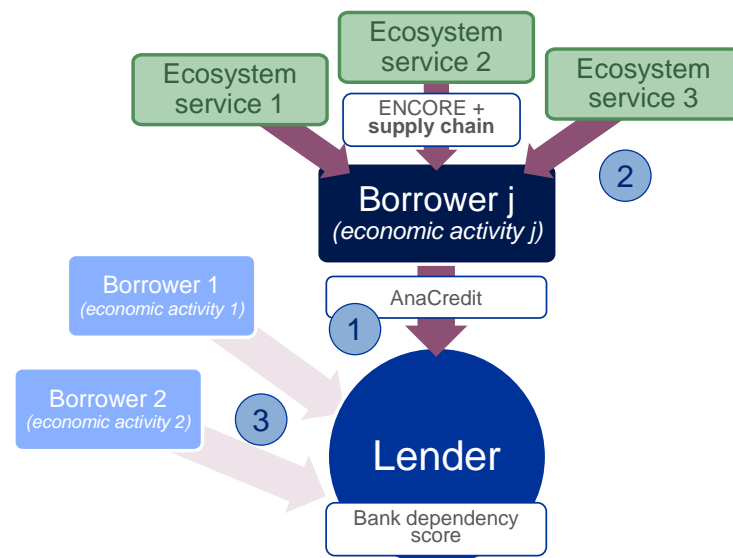 Ecosystem
service 1
Ecosystem
service 2
Ecosystem
service 3
ENCORE +
supply chain
2
Borrower j
(economic activity j)
AnaCredit
1
Borrower 1
(economic activity 1)
Borrower 2
(economic activity 2)
3
Lender
Bank dependency
score